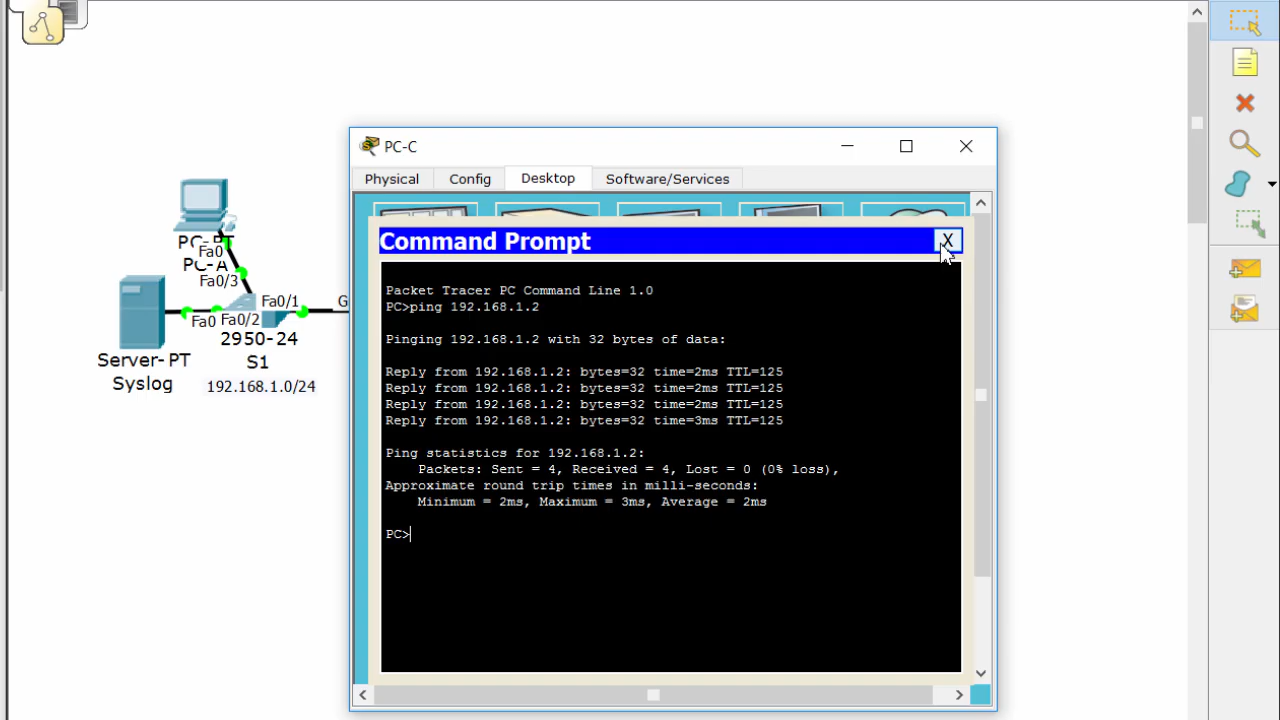 PC-C
Physical
Config
Desktop
Software/Services
Command Prompt
X
Packet Tracer PC Command Line 1.0
PC>ping 192.168.1.2
Pinging 192.168.1.2 with 32 bytes of data:
Reply from 192.168.1.2: bytes=32 time=2ms TTL=125
Reply from 192.168.1.2: bytes=32 time=2ms TTL=125
Reply from 192.168.1.2: bytes=32 time=2ms TTL=125
Reply from 192.168.1.2: bytes=32 time=3ms TTL=125
Ping statistics for 192.168.1.2:
Packets: Sent = 4, Received = 4, Lost = 0 (0% loss),
Approximate round trip times in milli-seconds:
Minimum = 2ms, Maximum = 3ms, Average = 2ms
PC>
PC-PT
Fa0
PC-A
Fa0/3
Fa0/1
G
Fa0
Fa0/2
2950-24
S1
Server-PT
Syslog
192.168.1.0/24